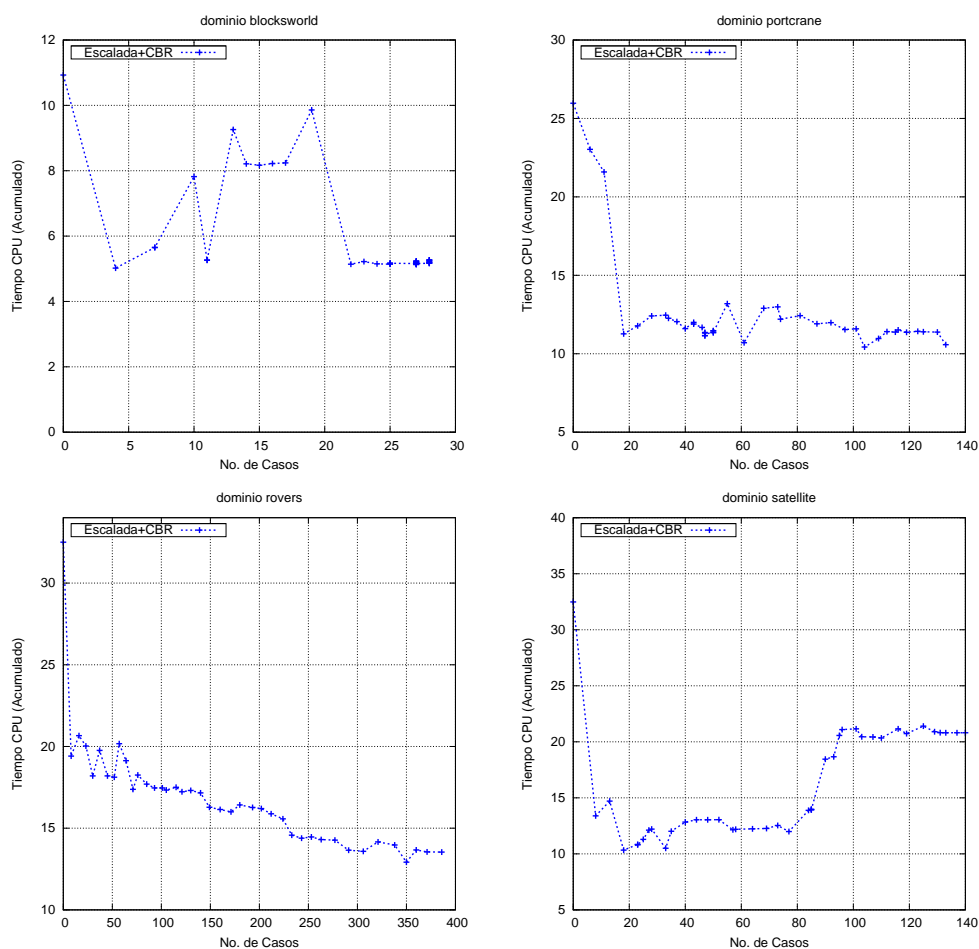 dominio blocksworld
Escalada+CBR
Tiempo CPU (Acumulado)
12
10
8
6
4
2
0
0 5 10 15 20 25 30
No. de Casos
dominio portcrane
Escalada+CBR
Tiempo CPU (Acumulado)
30
25
20
15
10
5
0 20 40 60 80 100 120 140
No. de Casos
dominio rovers
Escalada+CBR
Tiempo CPU (Acumulado)
30
25
20
15
10
0 50 100 150 200 250 300 350 400
No. de Casos
dominio satellite
Escalada+CBR
Tiempo CPU (Acumulado)
40
35
30
25
20
15
10
5
0 20 40 60 80 100 120 140
No. de Casos